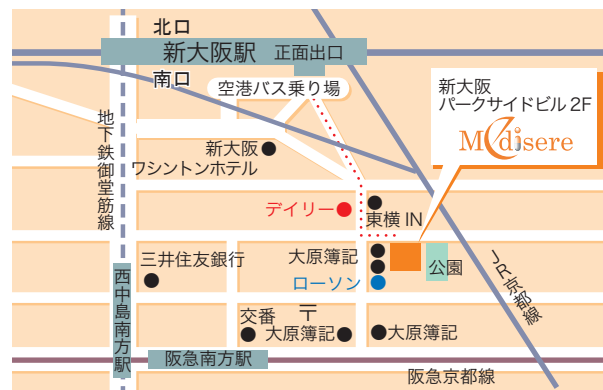 北口
新大阪駅 正面出口
南口
空港バス乗り場
新大阪
パークサイドビル 2F
Medisere
地下鉄御堂筋線
新大阪
ワシントンホテル
デイリー
東横 IN
三井住友銀行
大原簿記
公園
ローソン
JR京都線
西中島南方駅
交番
〒
大原簿記
大原簿記
阪急南方駅
阪急京都線